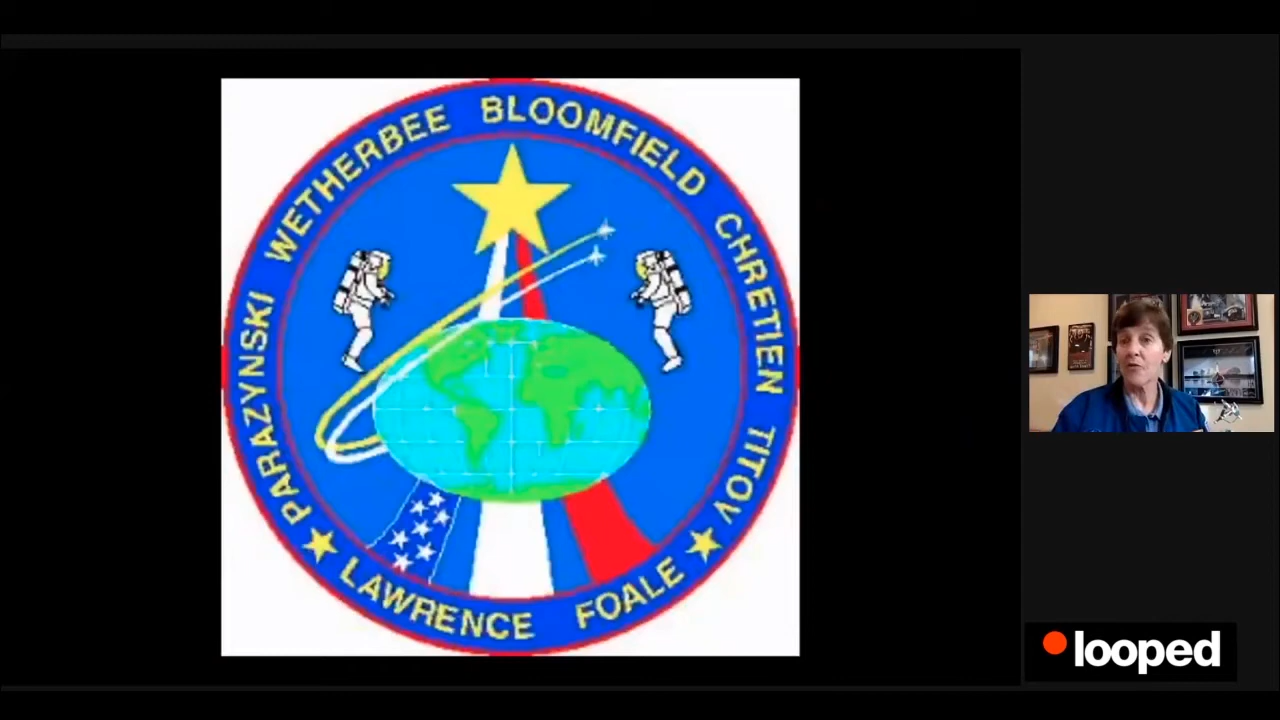 PARAZYNSKI WETHERBEE BLOOMFIELD CHRETIEN TITOV
LAWRENCE FOALE
looped